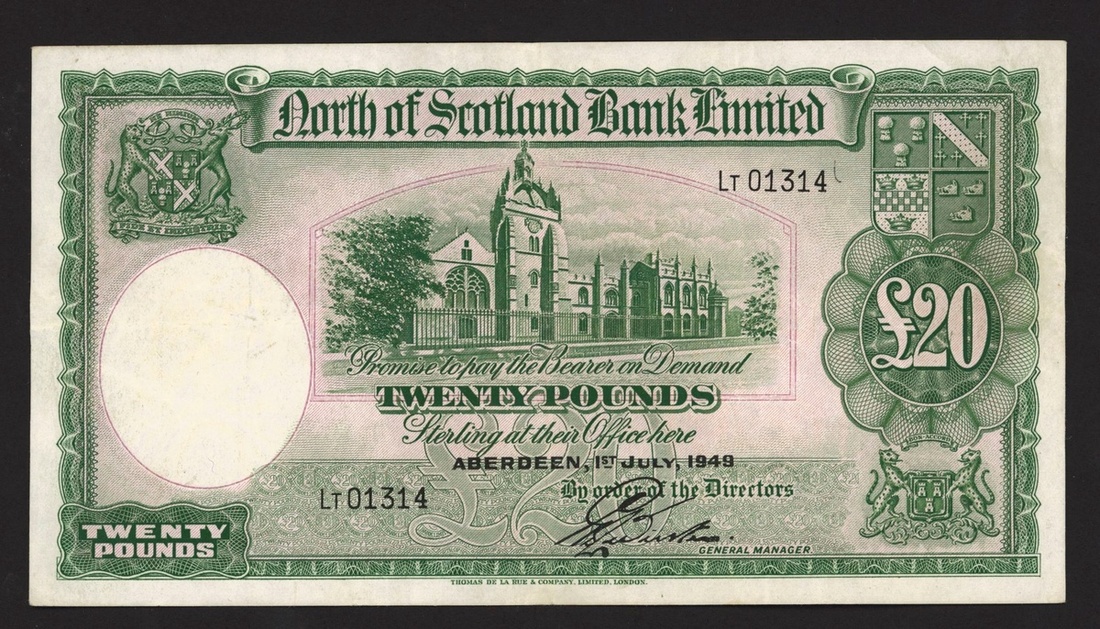 North of Scotland Bank Limited
LT 01314
£20
Promise to pay the Bearer on Demand
TWENTY POUNDS
Sterling at their Office here
ABERDEEN, 1ST JULY, 1949
LT 01314
By order of the Directors
GENERAL MANAGER
TWENTY
POUNDS
THOMAS DE LA RUE & COMPANY, LIMITED, LONDON.